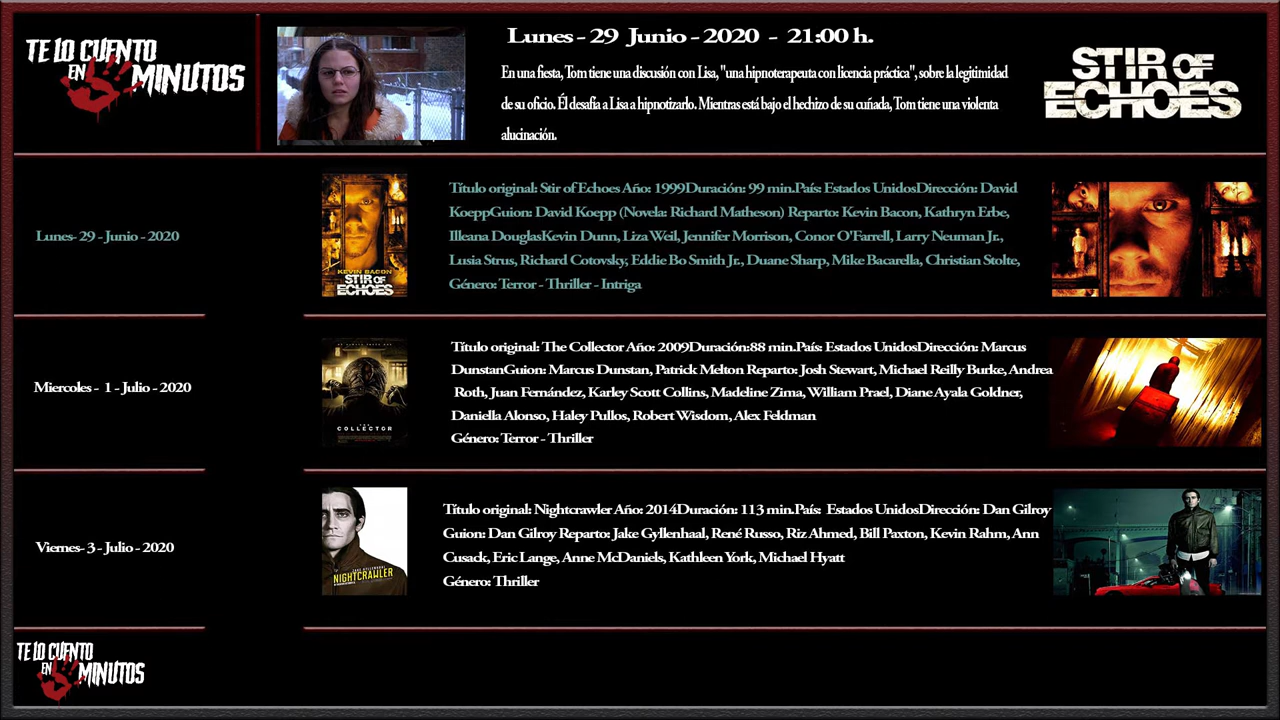 TE LO CUENTO
EN MINUTOS
Lunes - 29 Junio - 2020 - 21:00 h.
En una fiesta, Tom tiene una discusión con Lisa, "una hipnoterapeuta con licencia práctica", sobre la legitimidad
de su oficio. Él desafía a Lisa a hipnotizarlo. Mientras está bajo el hechizo de su cuñada, Tom tiene una violenta
alucinación.
STIR OF
ECHOES
Lunes- 29 - Junio - 2020
KEVIN BACON
STIR OF
ECHOES
Título original: Stir of Echoes Año: 1999Duración: 99 min.País: Estados UnidosDirección: David
KoeppGuion: David Koepp (Novela: Richard Matheson) Reparto: Kevin Bacon, Kathryn Erbe,
Illeana DouglasKevin Dunn, Liza Weil, Jennifer Morrison, Conor O'Farrell, Larry Neuman Jr.,
Lusia Strus, Richard Cotovsky, Eddie Bo Smith Jr., Duane Sharp, Mike Bacarella, Christian Stolte,
Género: Terror - Thriller - Intriga
Miercoles - 1 - Julio - 2020
THE
COLLECTOR
Título original: The Collector Año: 2009Duración:88 min.País: Estados UnidosDirección: Marcus
DunstanGuion: Marcus Dunstan, Patrick Melton Reparto: Josh Stewart, Michael Reilly Burke, Andrea
Roth, Juan Fernández, Karley Scott Collins, Madeline Zima, William Prael, Diane Ayala Goldner,
Daniella Alonso, Haley Pullos, Robert Wisdom, Alex Feldman
Género: Terror - Thriller
Viernes- 3 - Julio - 2020
JAKE GYLLENHAAL
NIGHTCRAWLER
Título original: Nightcrawler Año: 2014Duración: 113 min.País: Estados UnidosDirección: Dan Gilroy
Guion: Dan Gilroy Reparto: Jake Gyllenhaal, René Russo, Riz Ahmed, Bill Paxton, Kevin Rahm, Ann
Cusack, Eric Lange, Anne McDaniels, Kathleen York, Michael Hyatt
Género: Thriller
TE LO CUENTO
EN MINUTOS